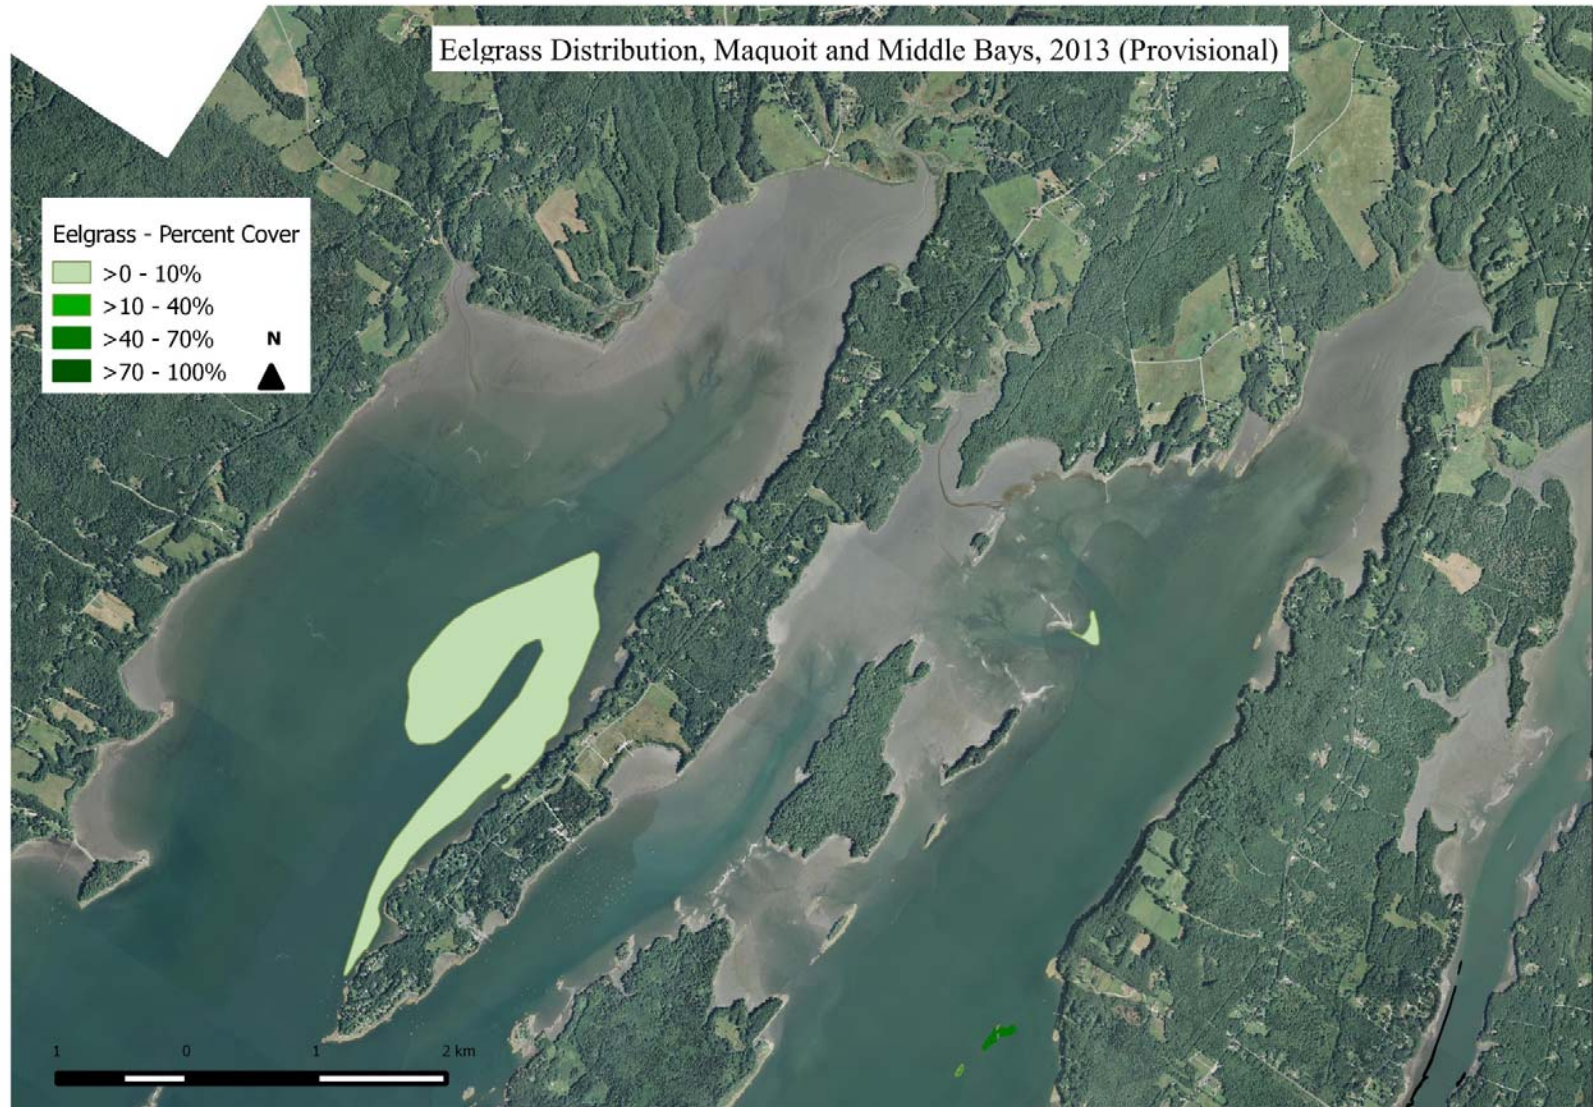 Eelgrass Distribution, Maquoit and Middle Bays, 2013 (Provisional)
Eelgrass - Percent Cover
>0 - 10%
>10 - 40%
>40 - 70%
>70 - 100%
N
1 0 1 2 km